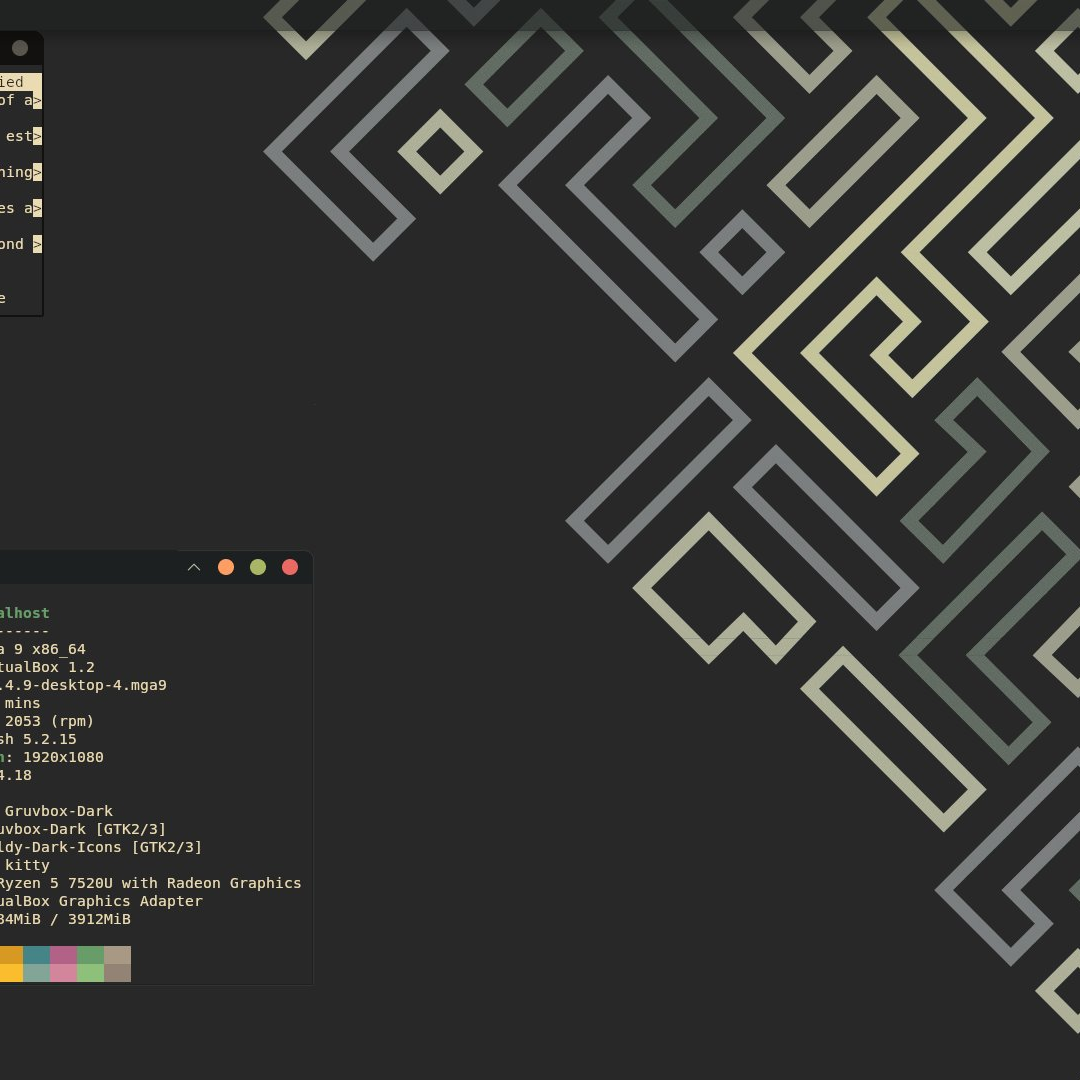 ied
of a>
est>
ning>
es a>
ond >
e
alhost
------
a 9 x86_64
tualBox 1.2
.4.9-desktop-4.mga9
mins
2053 (rpm)
sh 5.2.15
n: 1920x1080
4.18
Gruvbox-Dark
uvbox-Dark [GTK2/3]
ldy-Dark-Icons [GTK2/3]
kitty
Ryzen 5 7520U with Radeon Graphics
ualBox Graphics Adapter
34MiB / 3912MiB